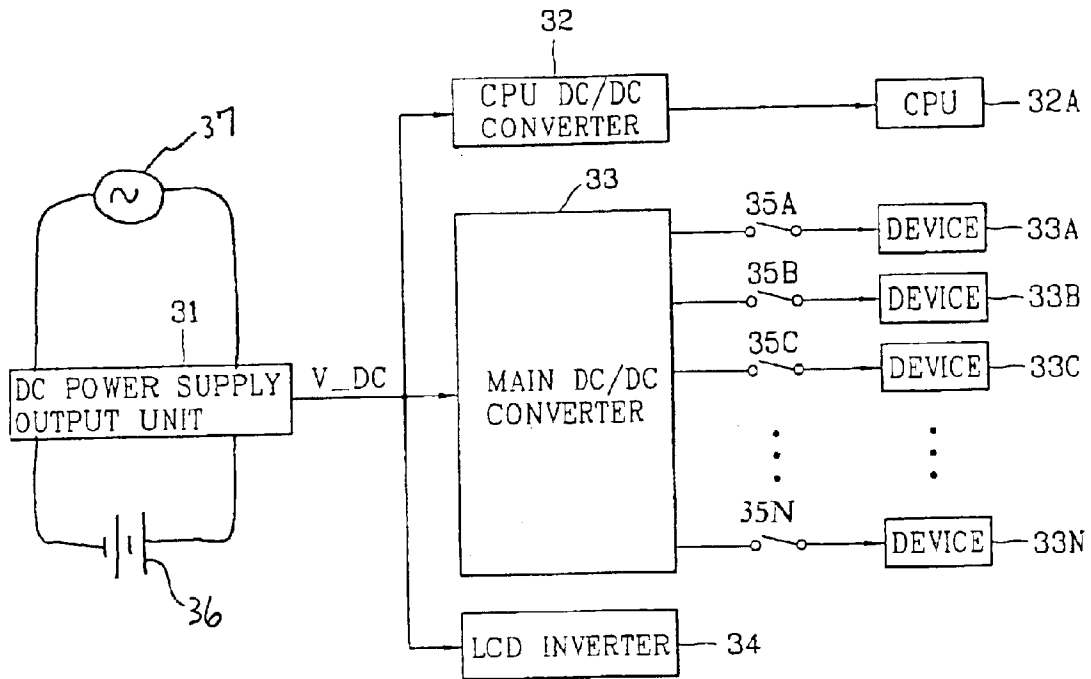 32
CPU DC/DC
CONVERTER
CPU
32A
37
33
35A
DEVICE
33A
35B
DEVICE
33B
31
35C
DEVICE
33C
DC POWER SUPPLY
OUTPUT UNIT
V_DC
MAIN DC/DC
CONVERTER
35N
DEVICE
33N
36
LCD INVERTER
34